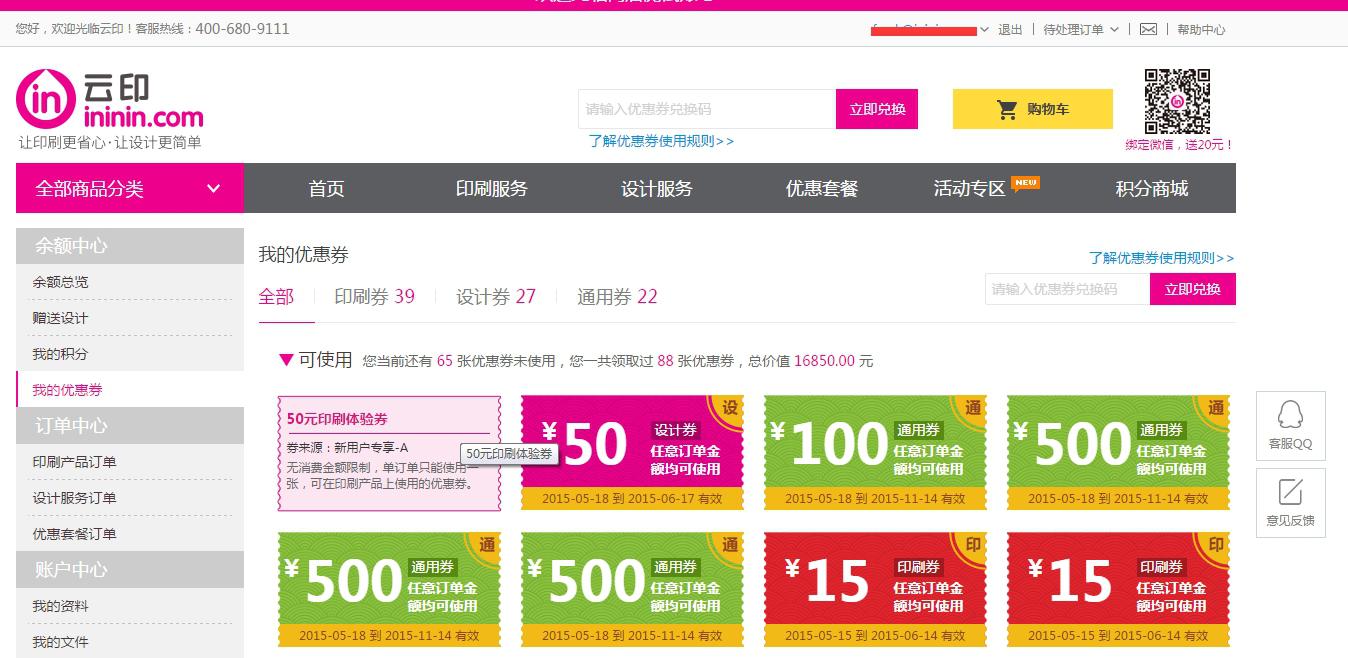 您好，欢迎光临云印！客服热线：400-680-9111
退出
待处理订单
帮助中心
in
云印
ininin.com
让印刷更省心·让设计更简单
请输入优惠券兑换码
立即兑换
了解优惠券使用规则>>
购物车
绑定微信，送20元！
全部商品分类
首页
印刷服务
设计服务
优惠套餐
活动专区
NEW
积分商城
余额中心
余额总览
赠送设计
我的积分
我的优惠券
订单中心
印刷产品订单
设计服务订单
优惠套餐订单
账户中心
我的资料
我的文件
我的优惠券
了解优惠券使用规则>>
全部
印刷券 39
设计券 27
通用券 22
请输入优惠券兑换码
立即兑换
▼可使用 您当前还有 65 张优惠券未使用，您一共领取过 88 张优惠券，总价值 16850.00 元
50元印刷体验券
券来源：新用户专享-A
无消费金额限制，单订单只能使用一
张，可在印刷产品上使用的优惠券。
50元印刷体验券
设
¥50
设计券
任意订单金
额均可使用
2015-05-18 到 2015-06-17 有效
通
¥100
通用券
任意订单金
额均可使用
2015-05-18 到 2015-11-14 有效
通
¥500
通用券
任意订单金
额均可使用
2015-05-18 到 2015-11-14 有效
通
¥500
通用券
任意订单金
额均可使用
2015-05-18 到 2015-11-14 有效
通
¥500
通用券
任意订单金
额均可使用
2015-05-18 到 2015-11-14 有效
印
¥15
印刷券
任意订单金
额均可使用
2015-05-15 到 2015-06-14 有效
印
¥15
印刷券
任意订单金
额均可使用
2015-05-15 到 2015-06-14 有效
客服QQ
意见反馈